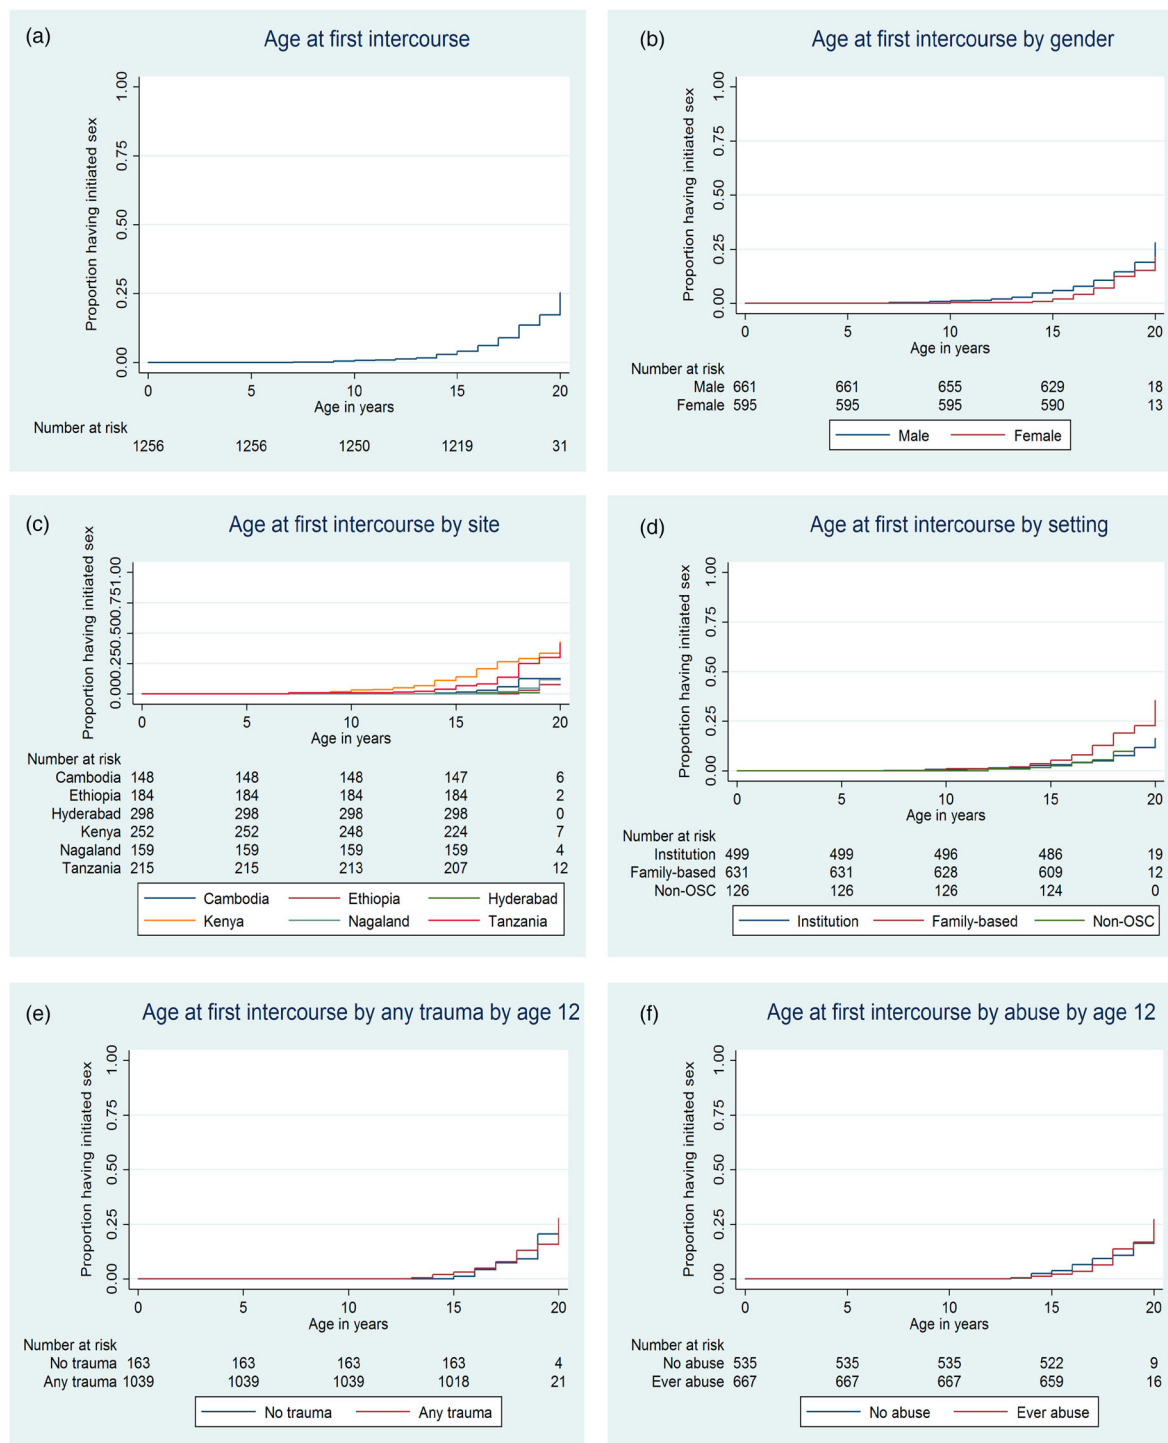 (a)
Age at first intercourse
Proportion having initiated sex
1.00
0.75
0.50
0.25
0.00
0 5 10 15 20
Age in years
Number at risk
1256 1256 1250 1219 31
(b)
Age at first intercourse by gender
Proportion having initiated sex
1.00
0.75
0.50
0.25
0.00
0 5 10 15 20
Age in years
Number at risk
Male 661 661 655 629 18
Female 595 595 595 590 13
Male Female
(c)
Age at first intercourse by site
Proportion having initiated sex
1.00
0.75
0.50
0.25
0.00
0 5 10 15 20
Age in years
Number at risk
Cambodia 148 148 148 147 6
Ethiopia 184 184 184 184 2
Hyderabad 298 298 298 298 0
Kenya 252 252 248 224 7
Nagaland 159 159 159 159 4
Tanzania 215 215 213 207 12
Cambodia Ethiopia Hyderabad
Kenya Nagaland Tanzania
(d)
Age at first intercourse by setting
Proportion having initiated sex
1.00
0.75
0.50
0.25
0.00
0 5 10 15 20
Age in years
Number at risk
Institution 499 499 496 486 19
Family-based 631 631 628 609 12
Non-OSC 126 126 126 124 0
Institution Family-based Non-OSC
(e)
Age at first intercourse by any trauma by age 12
Proportion having initiated sex
1.00
0.75
0.50
0.25
0.00
0 5 10 15 20
Age in years
Number at risk
No trauma 163 163 163 163 4
Any trauma 1039 1039 1039 1018 21
No trauma Any trauma
(f)
Age at first intercourse by abuse by age 12
Proportion having initiated sex
1.00
0.75
0.50
0.25
0.00
0 5 10 15 20
Age in years
Number at risk
No abuse 535 535 535 522 9
Ever abuse 667 667 667 659 16
No abuse Ever abuse